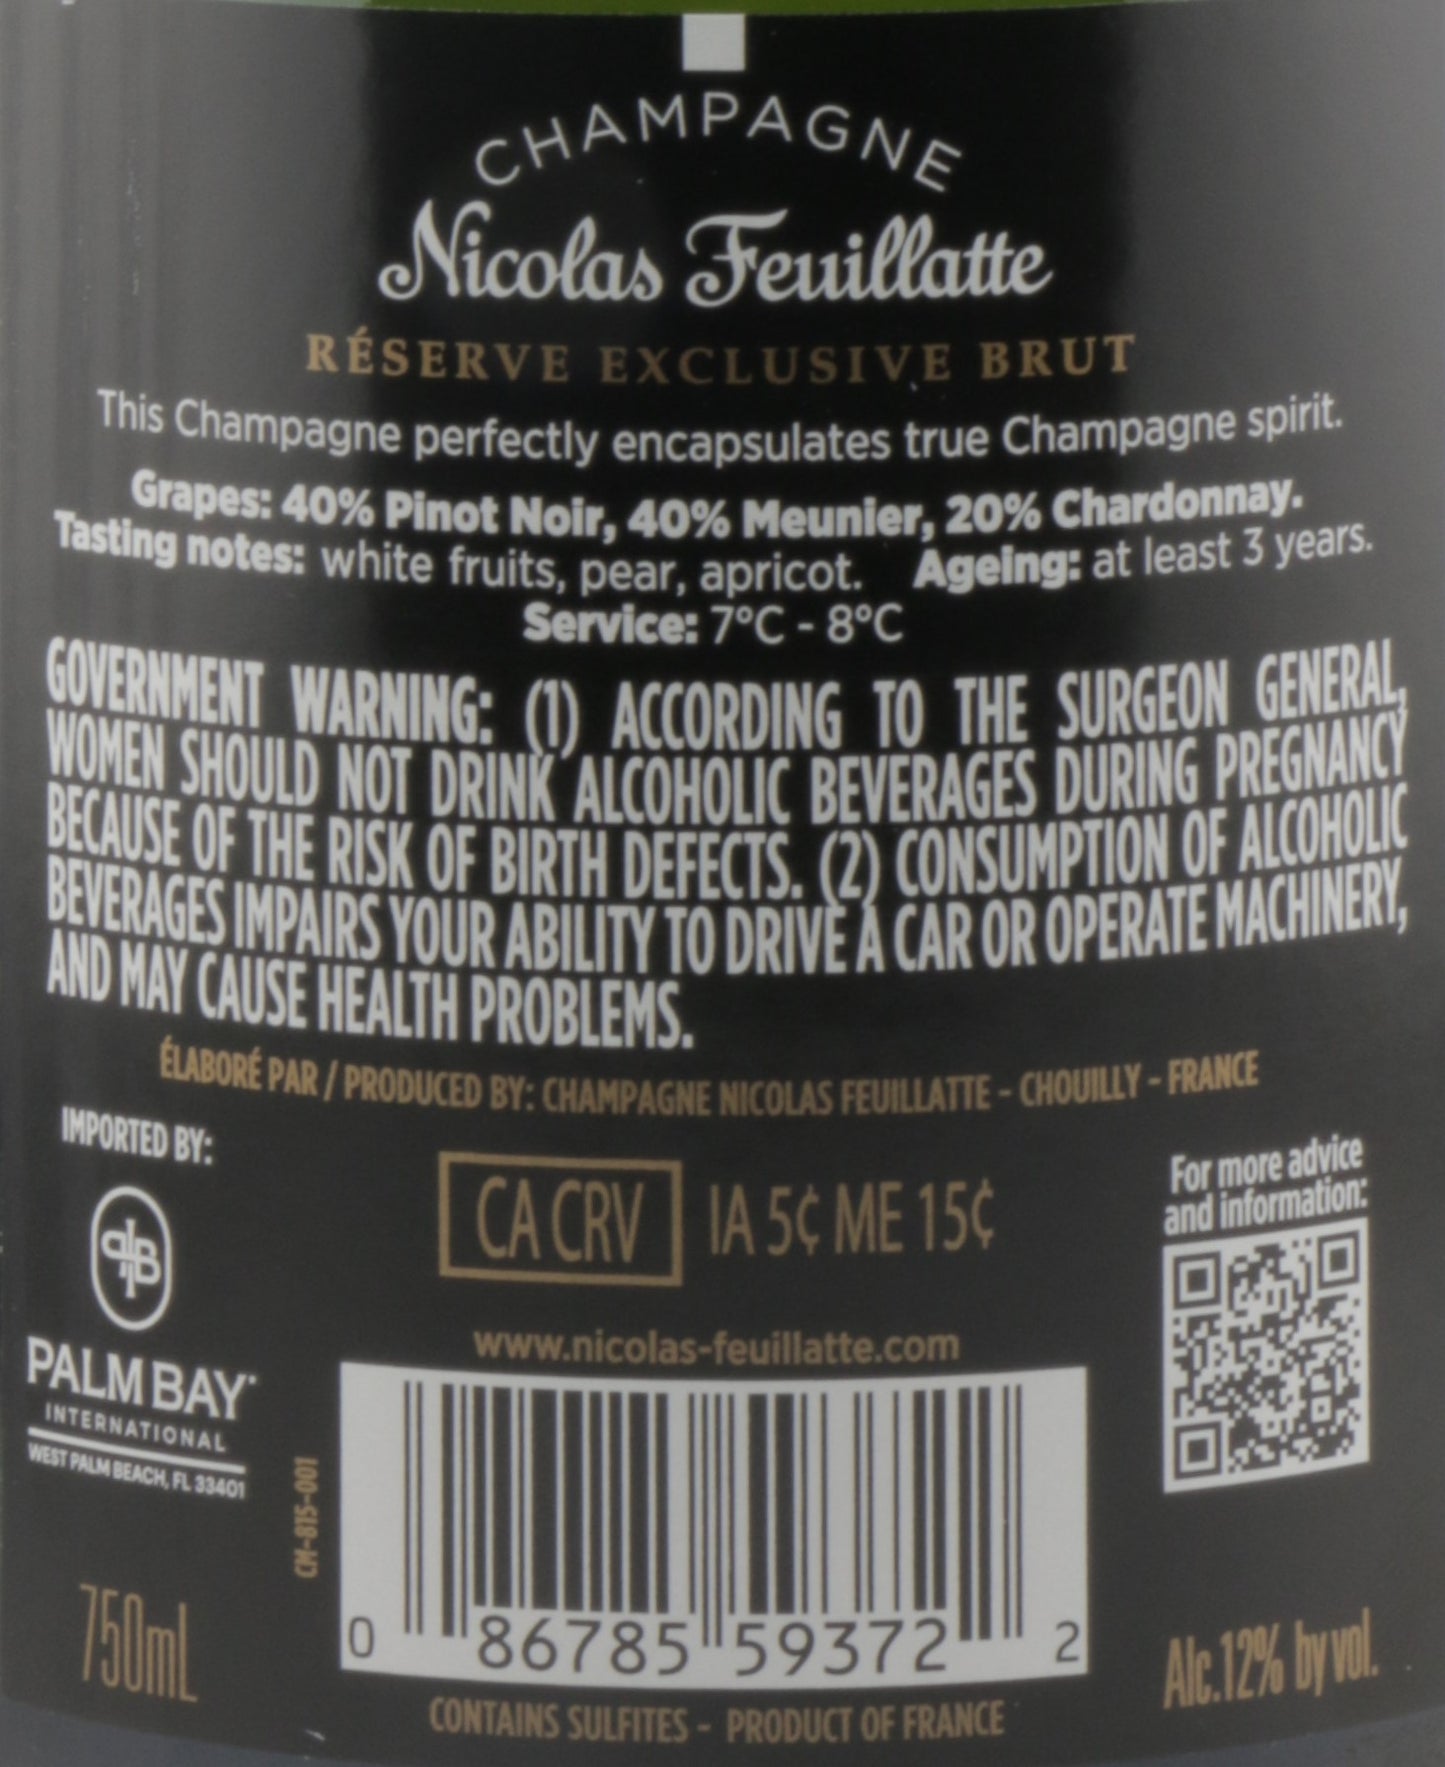 CHAMPAGNE
Nicolas Feuillatte
RÉSERVE EXCLUSIVE BRUT
This Champagne perfectly encapsulates true Champagne spirit.
Grapes: 40% Pinot Noir, 40% Meunier, 20% Chardonnay.
Tasting notes: white fruits, pear, apricot. Ageing: at least 3 years.
Service: 7°C - 8°C
GOVERNMENT WARNING: (1) ACCORDING TO THE SURGEON GENERAL,
WOMEN SHOULD NOT DRINK ALCOHOLIC BEVERAGES DURING PREGNANCY
BECAUSE OF THE RISK OF BIRTH DEFECTS. (2) CONSUMPTION OF ALCOHOLIC
BEVERAGES IMPAIRS YOUR ABILITY TO DRIVE A CAR OR OPERATE MACHINERY,
AND MAY CAUSE HEALTH PROBLEMS.
ÉLABORÉ PAR / PRODUCED BY: CHAMPAGNE NICOLAS FEUILLATTE - CHOUILLY - FRANCE
IMPORTED BY:
PB
PALM BAY
INTERNATIONAL
WEST PALM BEACH, FL 33401
CA CRV IA 5¢ ME 15¢
For more advice
and information:
www.nicolas-feuillatte.com
CM-815-001
0 86785 59372 2
750mL
Alc.12% by vol.
CONTAINS SULFITES - PRODUCT OF FRANCE